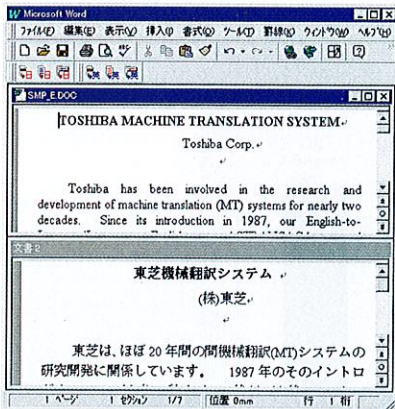 Microsoft Word
ファイル(F) 編集(E) 表示(V) 挿入(I) 書式(O) ツール(T) 罫線(A) ウィンドウ(W) ヘルプ(H)
SMP_E.DOC
TOSHIBA MACHINE TRANSLATION SYSTEM
Toshiba Corp.
Toshiba has been involved in the research and
development of machine translation (MT) systems for nearly two
decades. Since its introduction in 1987, our English-to-
文書 2
東芝機械翻訳システム
(株)東芝
東芝は、ほぼ 20 年間の間機械翻訳(MT)システムの
研究開発に関係しています。 1987 年のそのイントロ
1 ページ 1 セクション 1/7 位置 0mm 行 1 桁